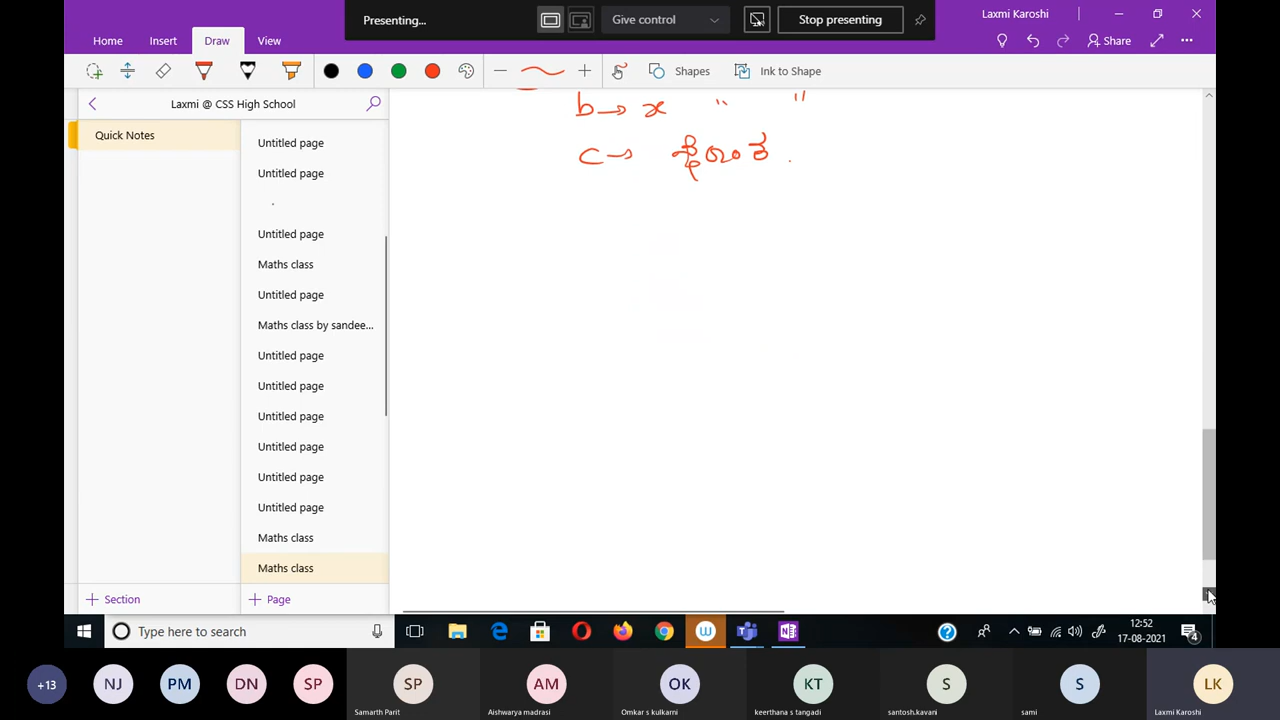 Presenting...
Give control
Stop presenting
Laxmi Karoshi
Home Insert Draw View
Share
Shapes
Ink to Shape
Laxmi @ CSS High School
Quick Notes
Untitled page
Untitled page
.
Untitled page
Maths class
Untitled page
Maths class by sandee...
Untitled page
Untitled page
Untitled page
Untitled page
Untitled page
Untitled page
Maths class
Maths class
+ Section
+ Page
b → x " "
c →
Type here to search
12:52
17-08-2021
4
+13 NJ PM DN SP SP AM OK KT S S LK
Samarth Parit Aishwarya madrasi Omkar s kulkarni keerthana s tangadi santosh.kavani sami Laxmi Karoshi